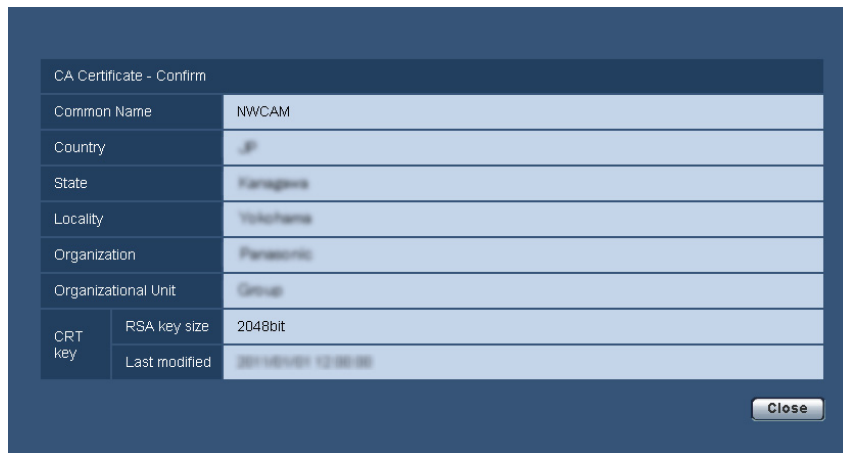 CA Certificate - Confirm
Common Name NWCAM
Country JP
State Kanagawa
Locality Yokohama
Organization Panasonic
Organizational Unit Group
CRT key
RSA key size 2048bit
Last modified
Close